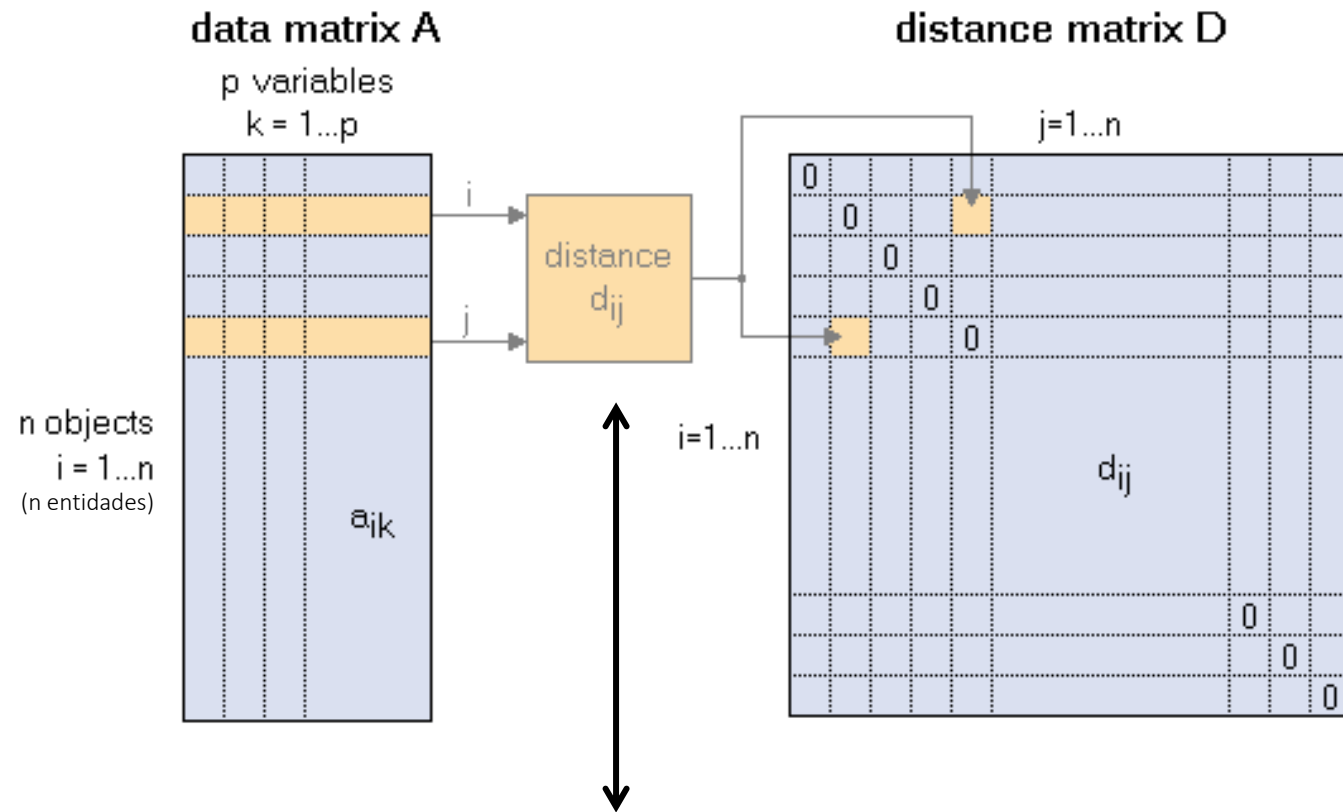 data matrix A
p variables
k = 1...p
n objects
i = 1...n
(n entidades)
aik
i
j
distance
dij
distance matrix D
j=1...n
i=1...n
0
0
0
0
0
dij
0
0
0